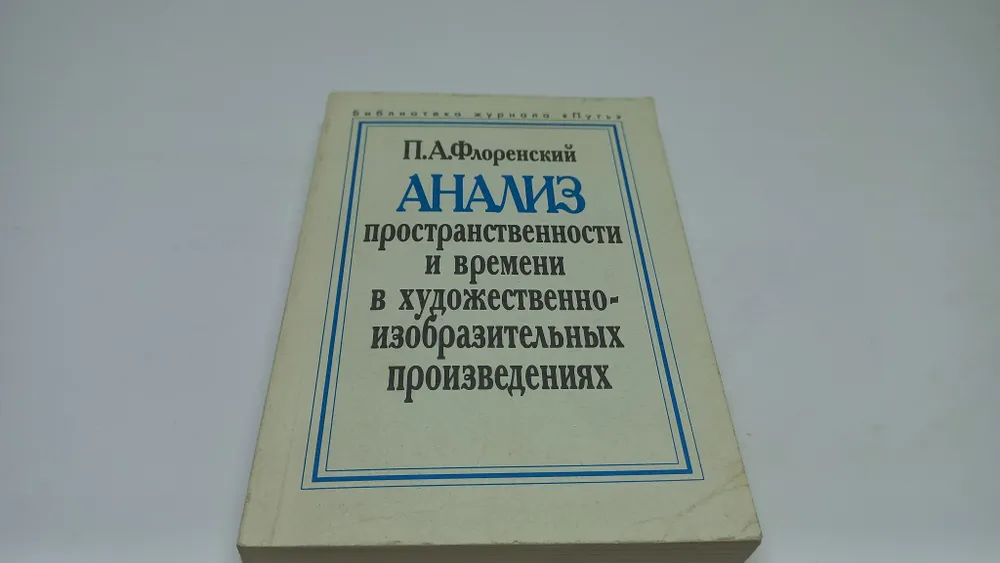 Библиотека журнала «Путь»
П.А.Флоренский
АНАЛИЗ
пространственности
и времени
в художественно-
изобразительных
произведениях